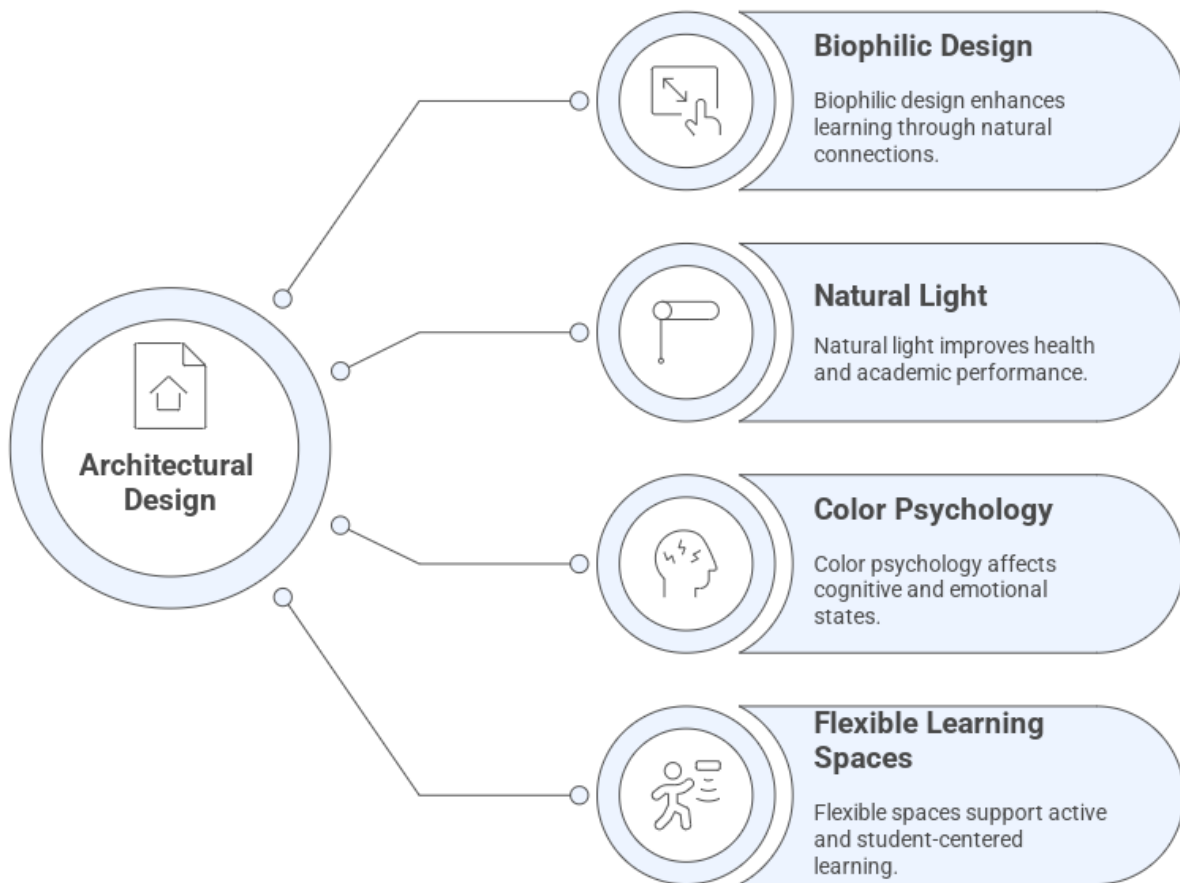 Architectural
Design
Biophilic Design
Biophilic design enhances
learning through natural
connections.
Natural Light
Natural light improves health
and academic performance.
Color Psychology
Color psychology affects
cognitive and emotional
states.
Flexible Learning
Spaces
Flexible spaces support active
and student-centered
learning.